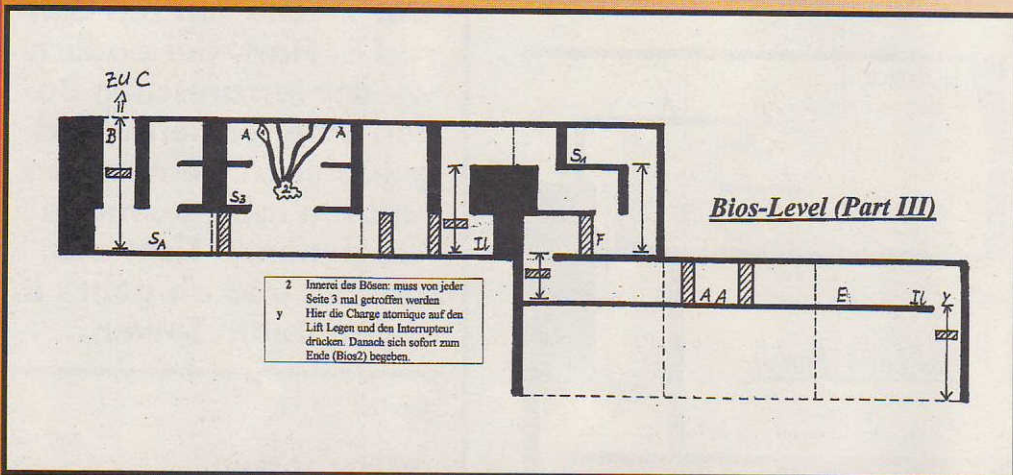 ZU C
B
A
1
A
2
S3
SA
Il
S1
F
Bios-Level (Part III)
A A
E
Il
y
2 Innerei des Bösen: muss von jeder
Seite 3 mal getroffen werden
y Hier die Charge atomique auf den
Lift Legen und den Interrupteur
drücken. Danach sich sofort zum
Ende (Bios2) begeben.